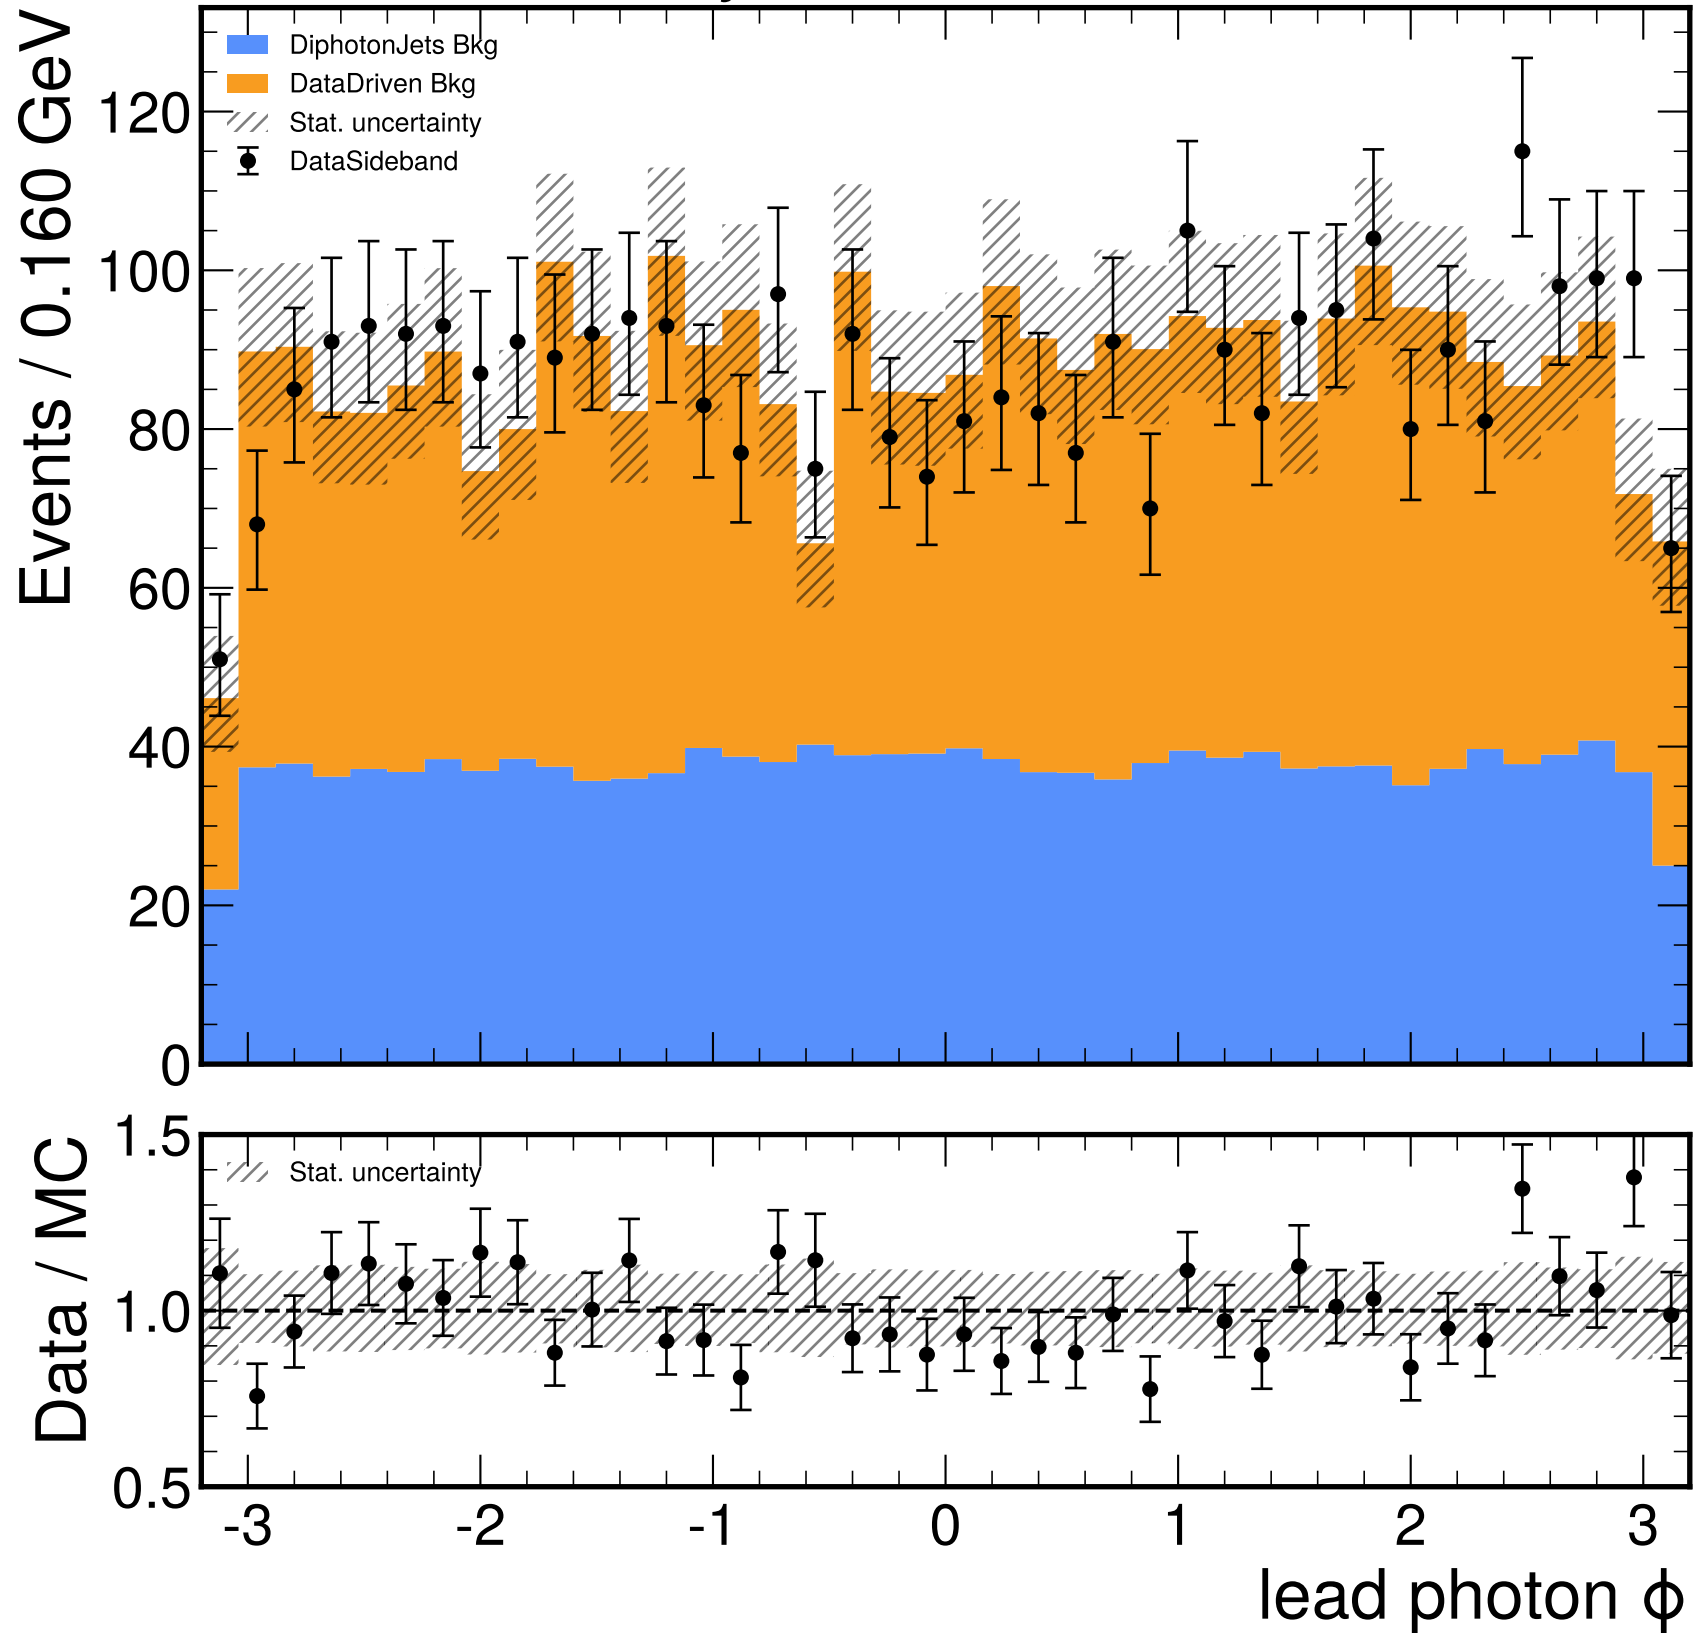 Events / 0.160 GeV
120
100
80
60
40
20
0
DiphotonJets Bkg
DataDriven Bkg
Stat. uncertainty
DataSideband
Data / MC
1.5
1.0
0.5
Stat. uncertainty
-3 -2 -1 0 1 2 3
lead photon ϕ